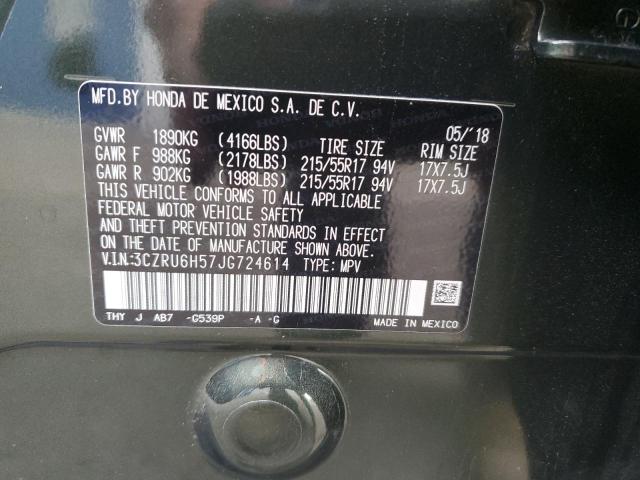 MFD.BY HONDA DE MEXICO S.A. DE C.V.
05/'18
GVWR 1890KG (4166LBS) TIRE SIZE RIM SIZE
GAWR F 988KG (2178LBS) 215/55R17 94V 17X7.5J
GAWR R 902KG (1988LBS) 215/55R17 94V 17X7.5J
THIS VEHICLE CONFORMS TO ALL APPLICABLE
FEDERAL MOTOR VEHICLE SAFETY
AND THEFT PREVENTION STANDARDS IN EFFECT
ON THE DATE OF MANUFACTURE SHOWN ABOVE.
V.I.N:3CZRU6H57JG724614 TYPE: MPV
THY J AB7 -G539P -A -G MADE IN MEXICO